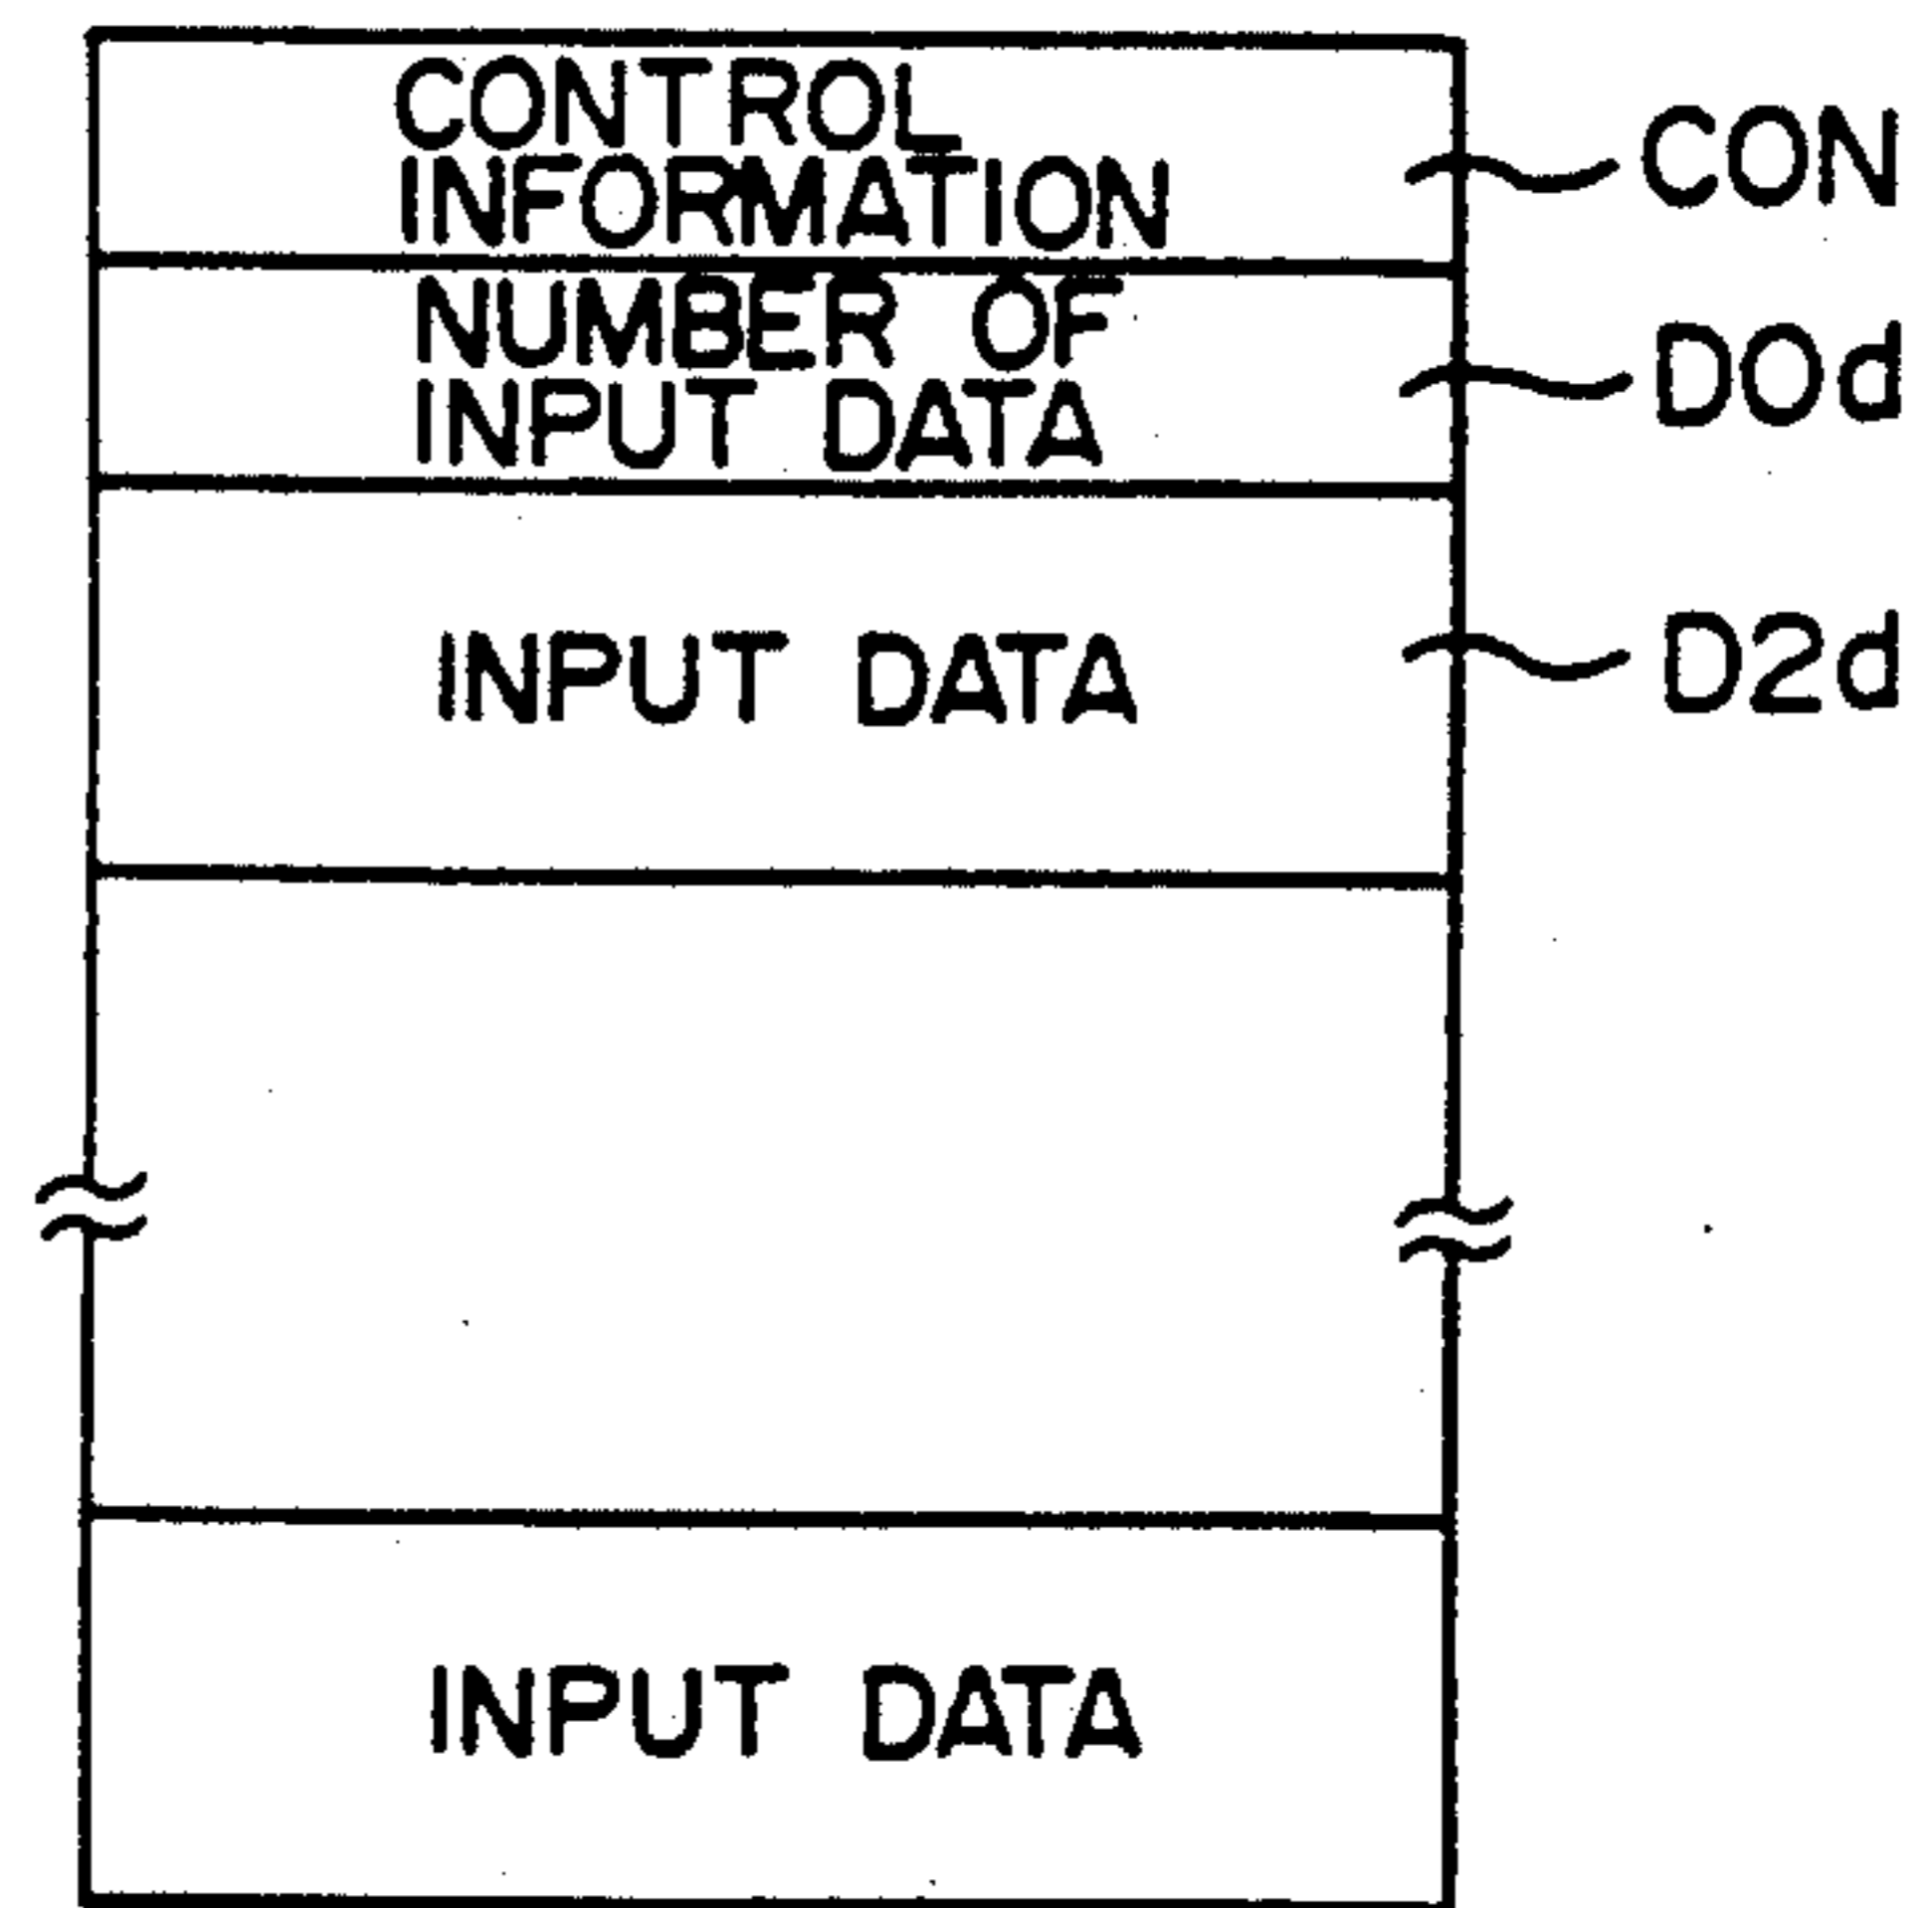 CONTROL
INFORMATION
CON
NUMBER OF
INPUT DATA
D0d
INPUT DATA
D2d
INPUT DATA